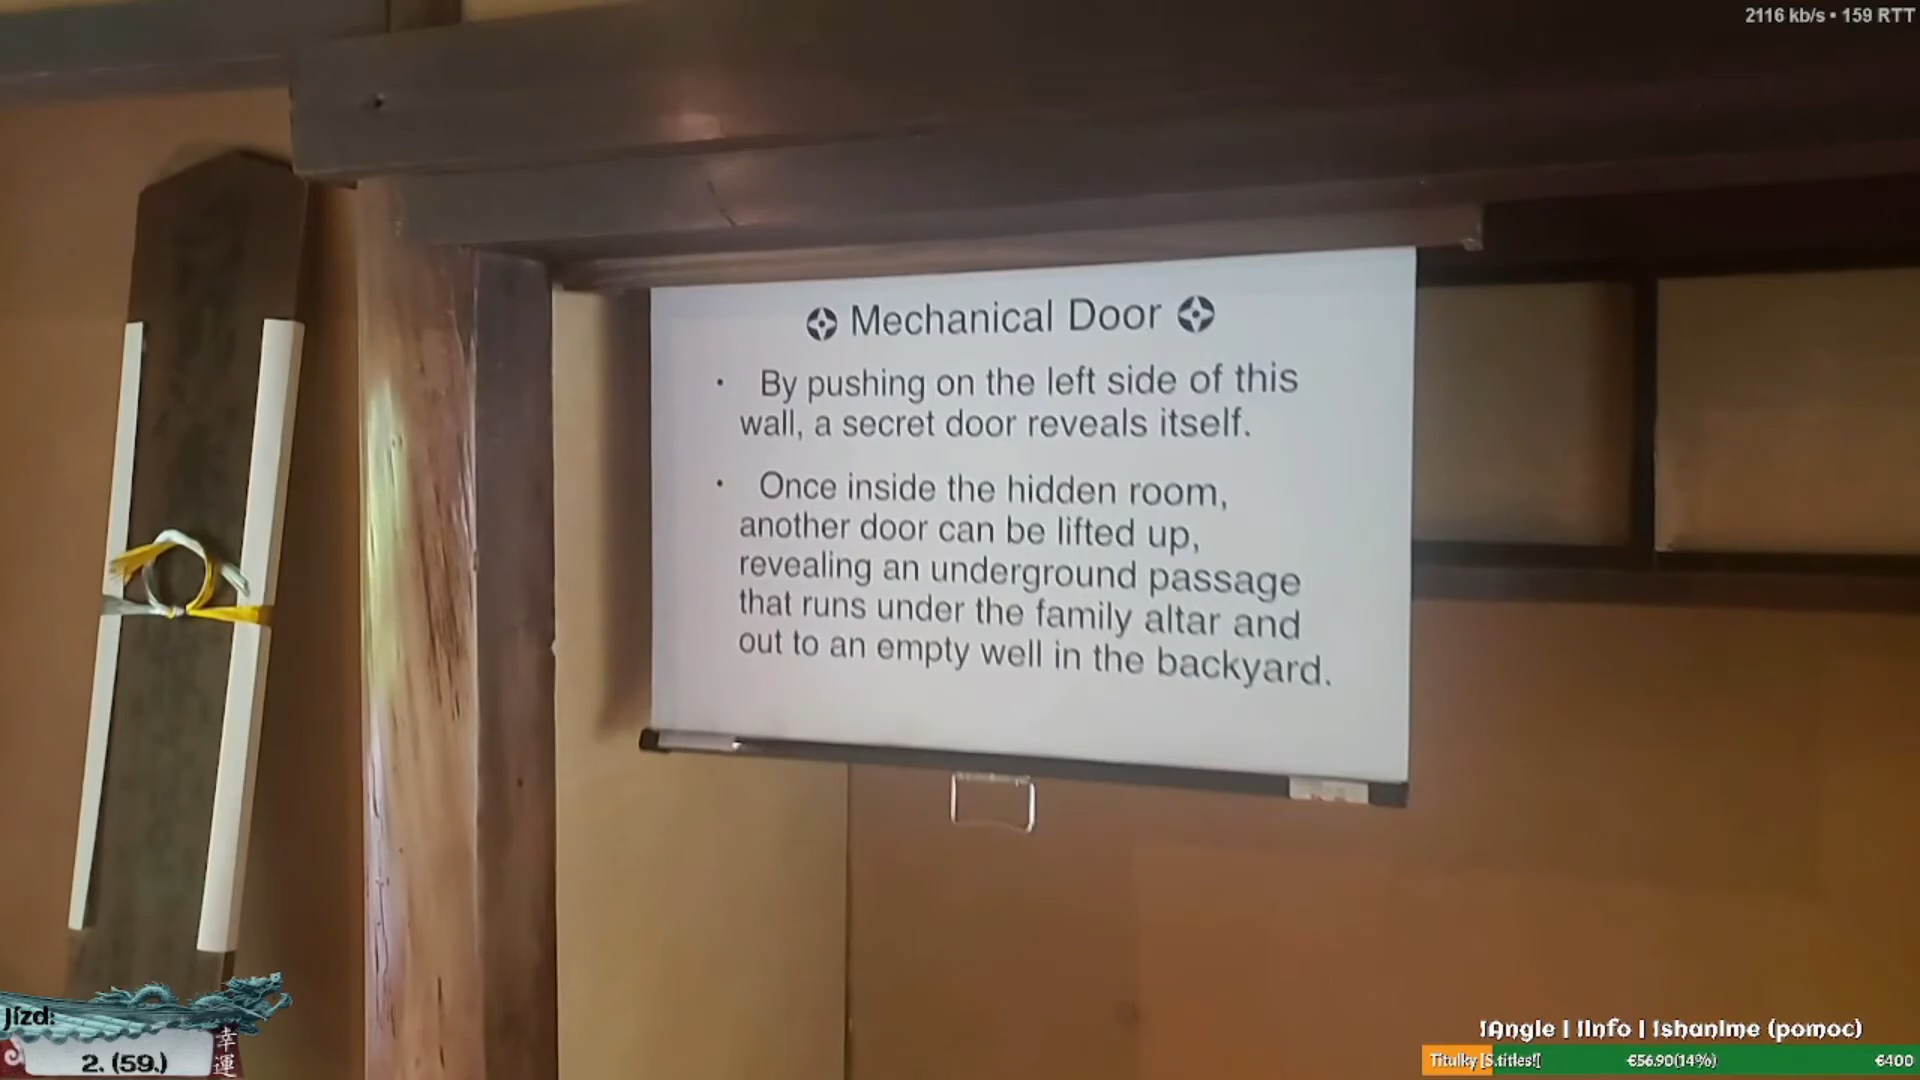 2116 kb/s • 159 RTT
Mechanical Door
• By pushing on the left side of this
wall, a secret door reveals itself.
• Once inside the hidden room,
another door can be lifted up,
revealing an underground passage
that runs under the family altar and
out to an empty well in the backyard.
Jízd:
2. (59.)
幸
運
!Angle | !Info | !shanime (pomoc)
Titulky [S.titles!] €56.90(14%) €400